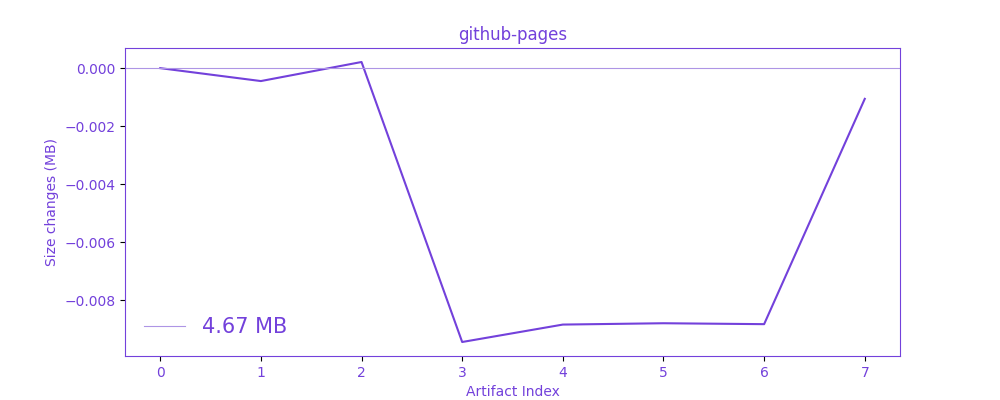 github-pages
Size changes (MB)
0.000
−0.002
−0.004
−0.006
−0.008
4.67 MB
0 1 2 3 4 5 6 7
Artifact Index